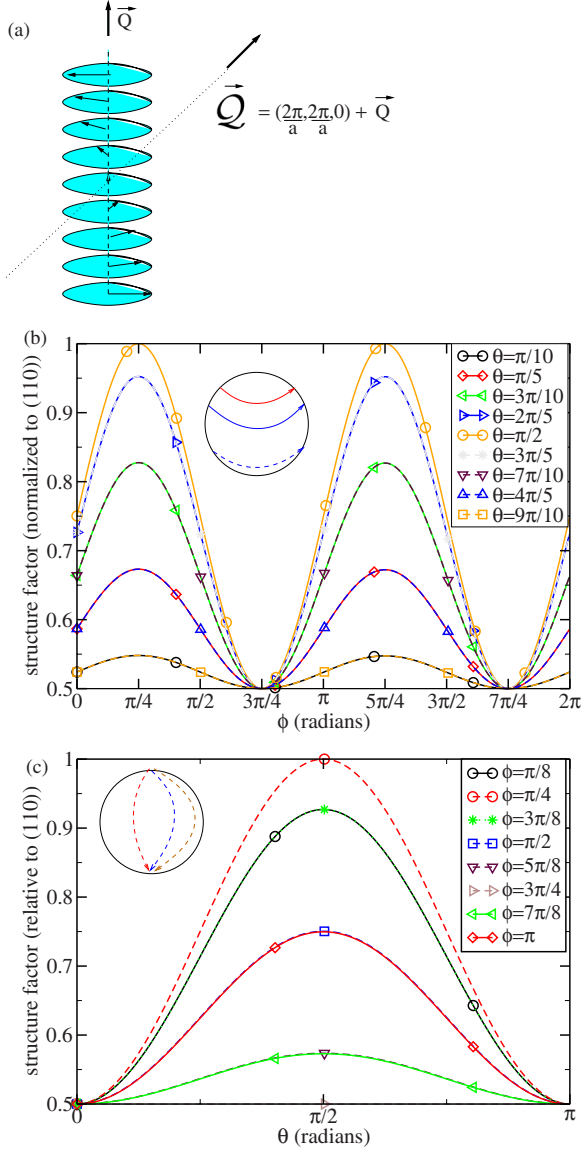 (a)
Q
Q = (2π/a, 2π/a, 0) + Q
(b)
structure factor (normalized to (110))
1
0.9
0.8
0.7
0.6
0.5
0
π/4
π/2
3π/4
π
5π/4
3π/2
7π/4
2π
ϕ (radians)
θ=π/10
θ=π/5
θ=3π/10
θ=2π/5
θ=π/2
θ=3π/5
θ=7π/10
θ=4π/5
θ=9π/10
(c)
structure factor (relative to (110))
1
0.9
0.8
0.7
0.6
0.5
0
π/2
π
θ (radians)
ϕ=π/8
ϕ=π/4
ϕ=3π/8
ϕ=π/2
ϕ=5π/8
ϕ=3π/4
ϕ=7π/8
ϕ=π